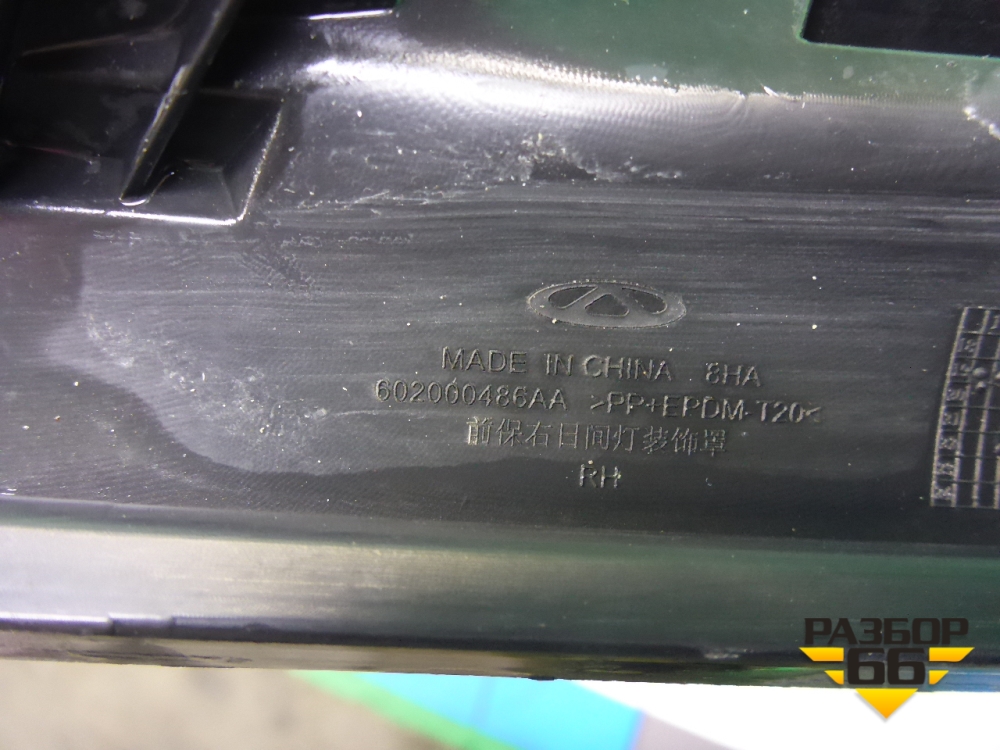 MADE IN CHINA 8HA
602000486AA >PP+EPDM-T20<
前保右日间灯装饰罩
RH
РАЗБОР
66